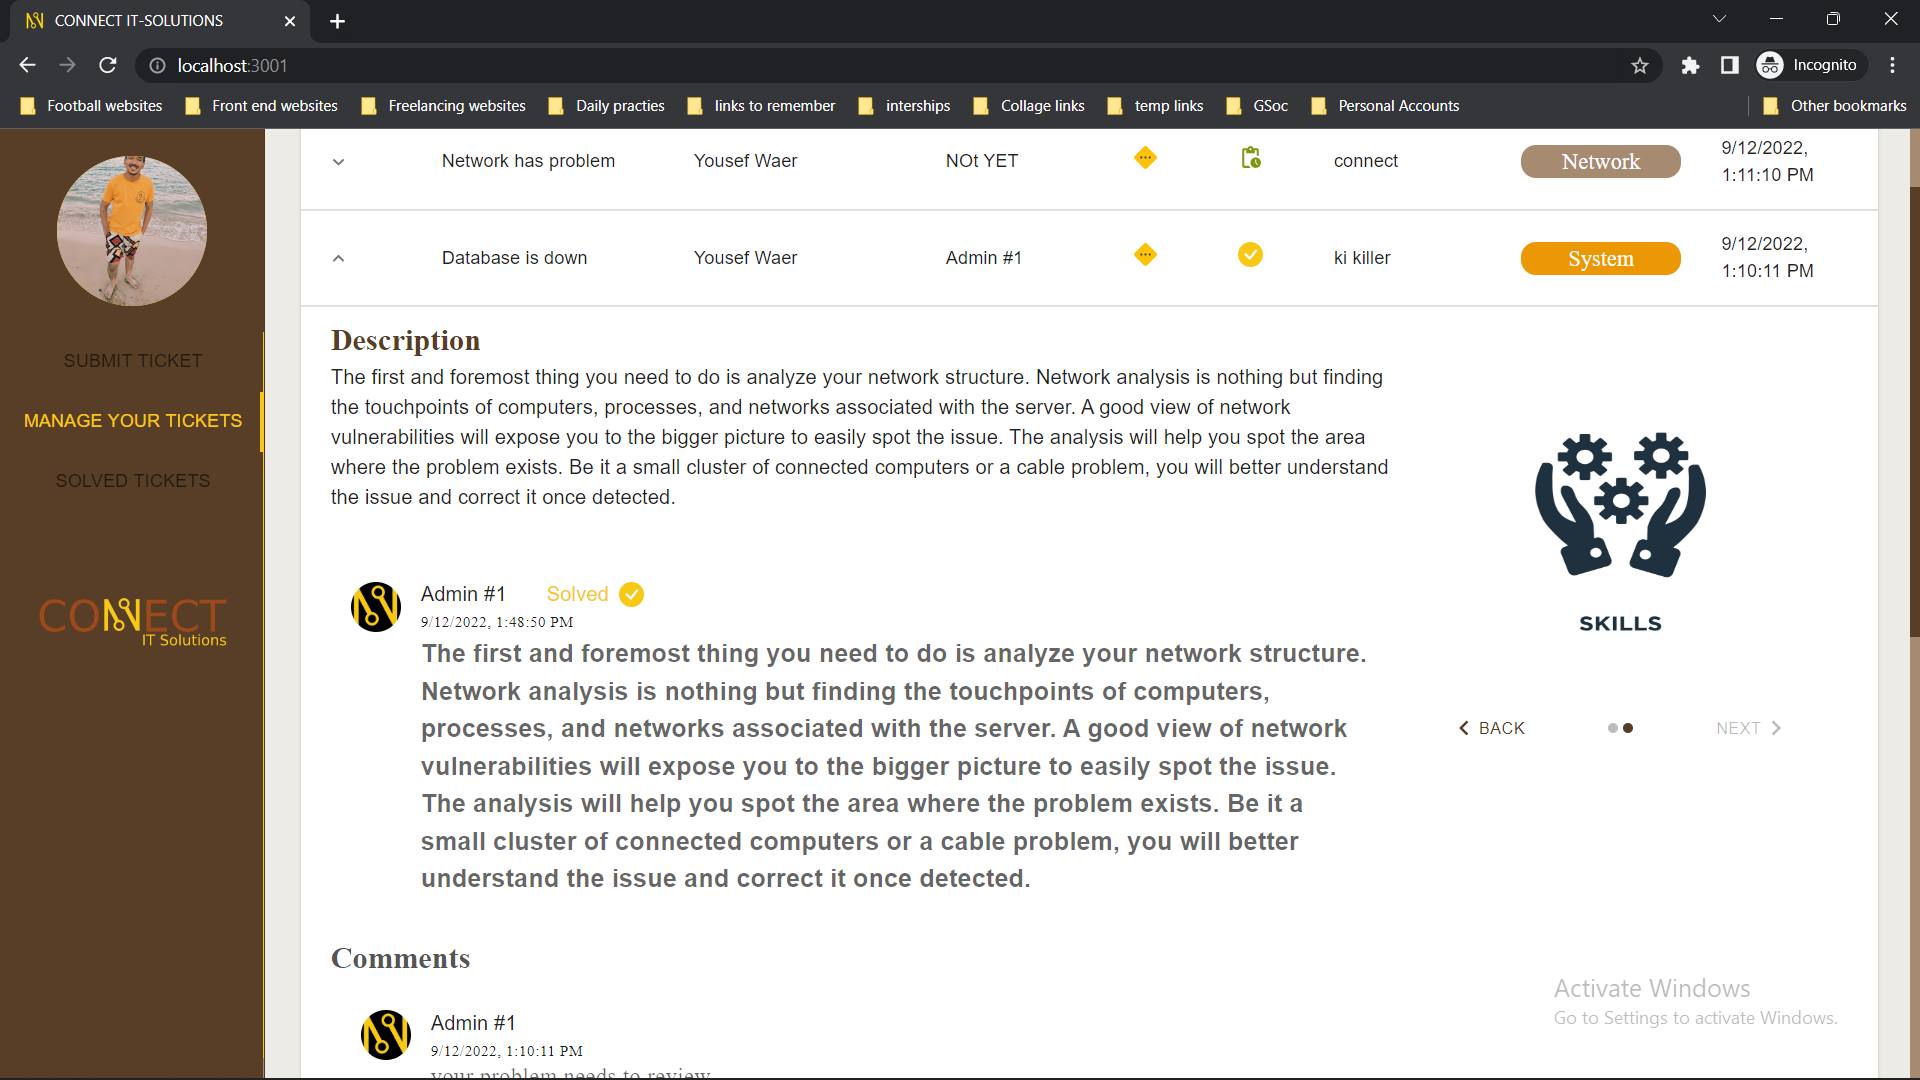 CONNECT IT-SOLUTIONS
localhost:3001
Incognito
Football websites Front end websites Freelancing websites Daily practies links to remember interships Collage links temp links GSoc Personal Accounts Other bookmarks
SUBMIT TICKET
MANAGE YOUR TICKETS
SOLVED TICKETS
CONNECT
IT Solutions
Network has problem Yousef Waer NOt YET connect Network 9/12/2022,
1:11:10 PM
Database is down Yousef Waer Admin #1 ki killer System 9/12/2022,
1:10:11 PM
Description
The first and foremost thing you need to do is analyze your network structure. Network analysis is nothing but finding
the touchpoints of computers, processes, and networks associated with the server. A good view of network
vulnerabilities will expose you to the bigger picture to easily spot the issue. The analysis will help you spot the area
where the problem exists. Be it a small cluster of connected computers or a cable problem, you will better understand
the issue and correct it once detected.
Admin #1 Solved
9/12/2022, 1:48:50 PM
The first and foremost thing you need to do is analyze your network structure.
Network analysis is nothing but finding the touchpoints of computers,
processes, and networks associated with the server. A good view of network
vulnerabilities will expose you to the bigger picture to easily spot the issue.
The analysis will help you spot the area where the problem exists. Be it a
small cluster of connected computers or a cable problem, you will better
understand the issue and correct it once detected.
SKILLS
BACK NEXT
Comments
Admin #1
9/12/2022, 1:10:11 PM
your problem needs to review
Activate Windows
Go to Settings to activate Windows.